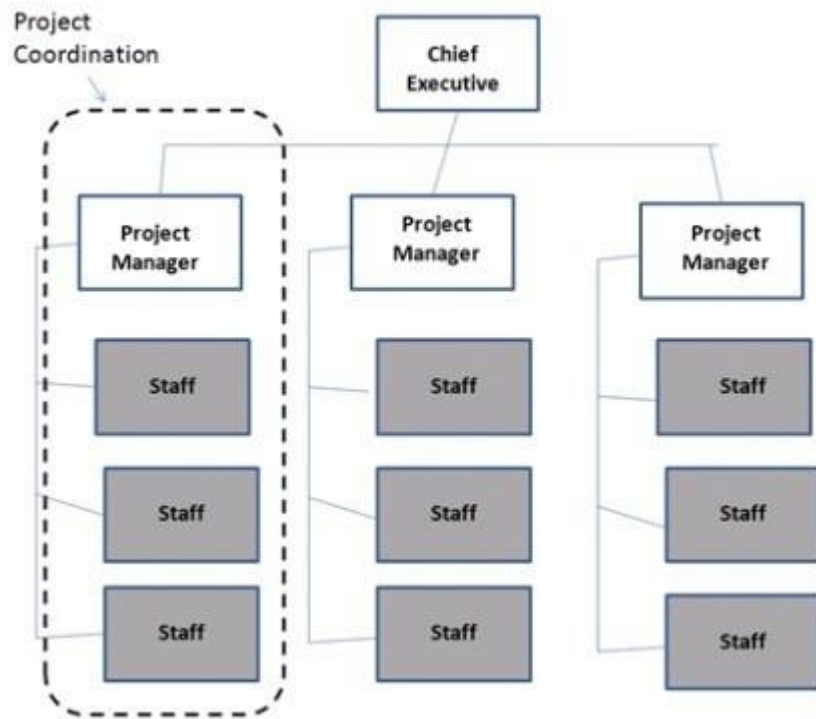 Project
Coordination
Chief
Executive
Project
Manager
Project
Manager
Project
Manager
Staff
Staff
Staff
Staff
Staff
Staff
Staff
Staff
Staff